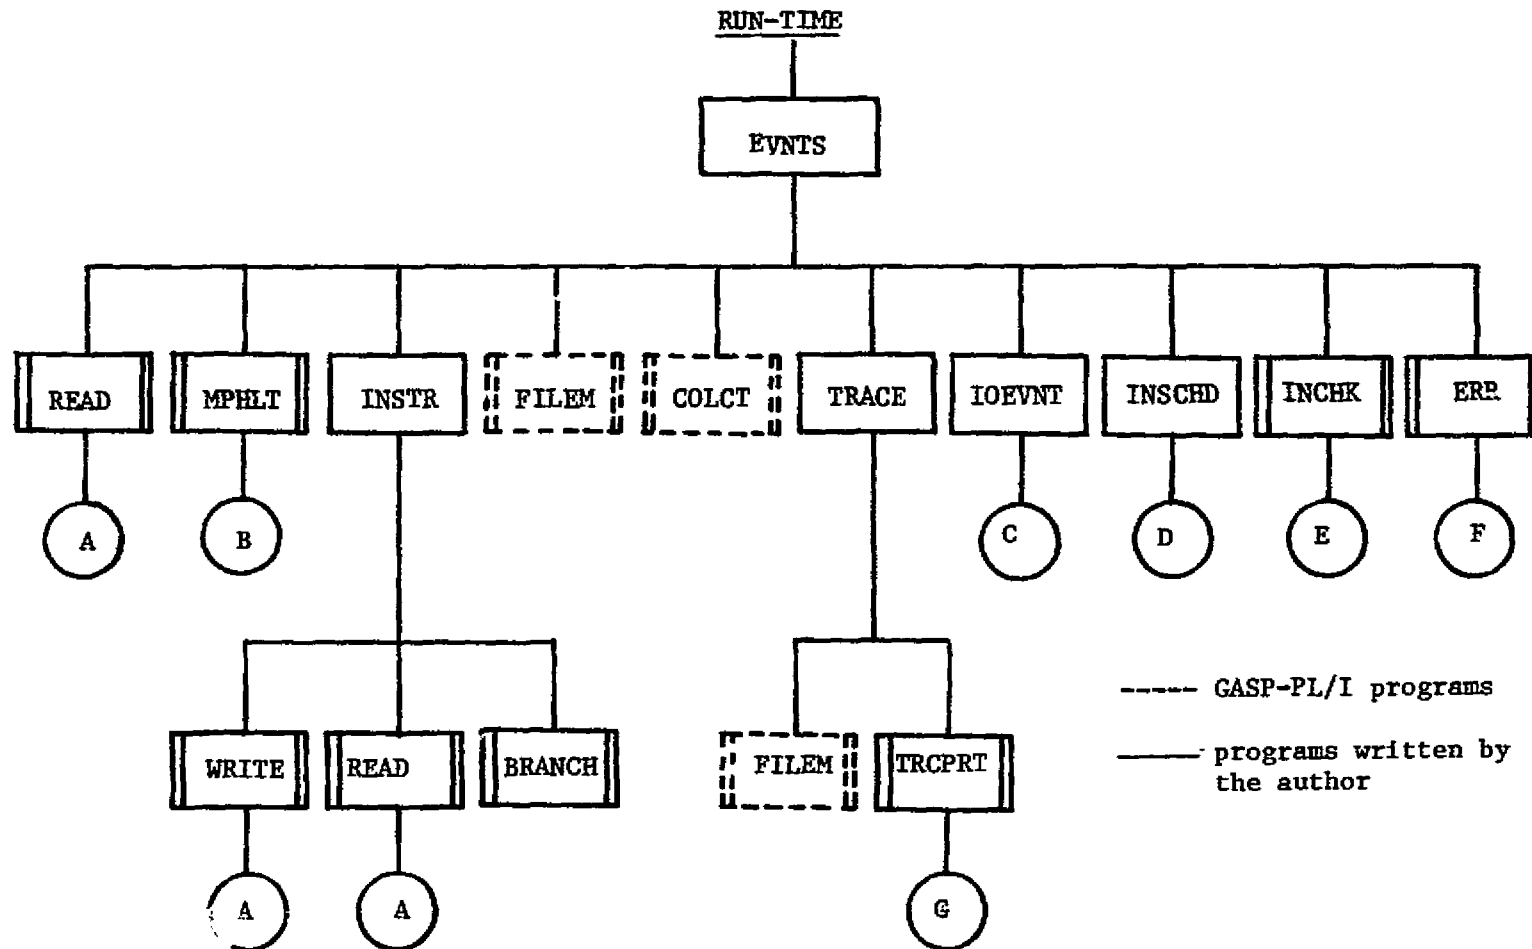 RUN-TIME
EVNTS
READ MPHLT INSTR FILEM COLCT TRACE IOEVNT INSCHD INCHK ERR
A B C D E F
---- GASP-PL/I programs
programs written by
the author
WRITE READ BRANCH FILEM TRCPRT
A A G